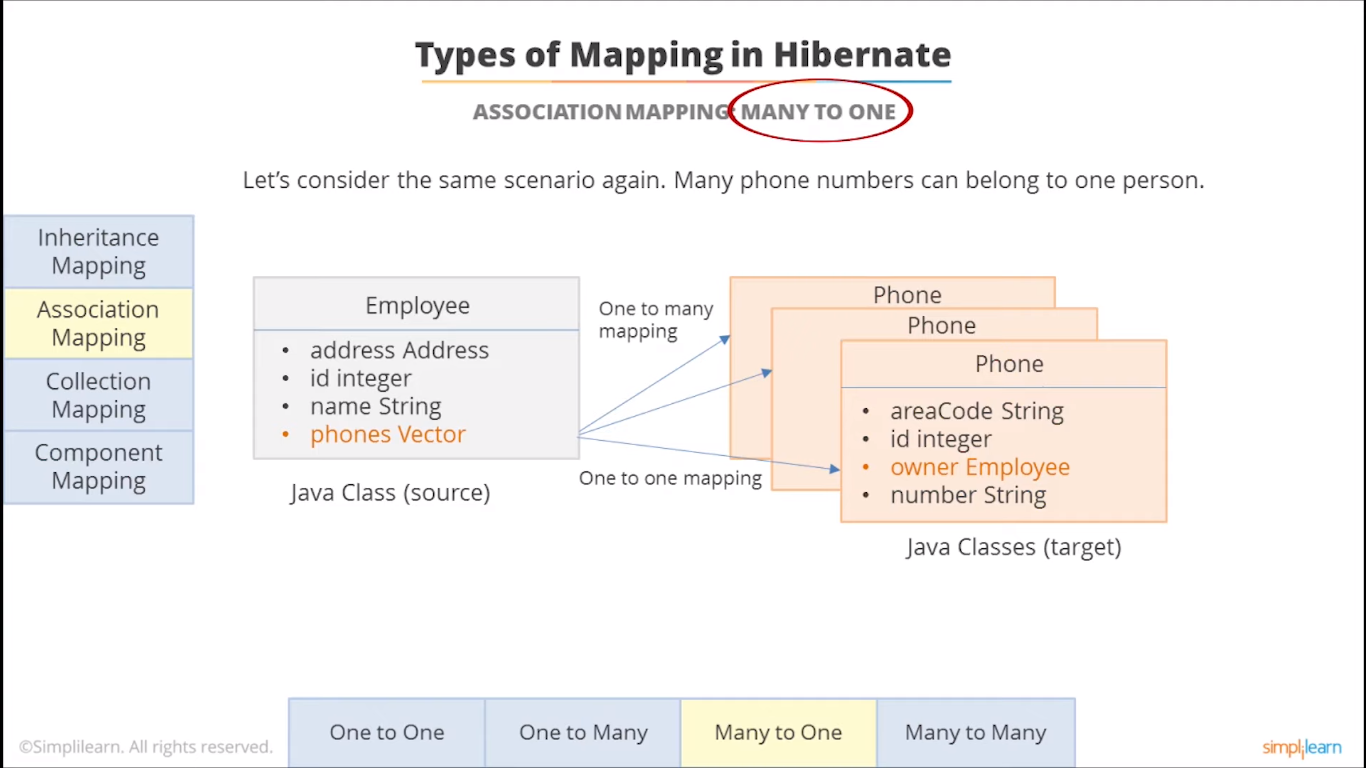 Types of Mapping in Hibernate
ASSOCIATION MAPPING: MANY TO ONE
Let's consider the same scenario again. Many phone numbers can belong to one person.
Inheritance
Mapping
Association
Mapping
Collection
Mapping
Component
Mapping
Employee
• address Address
• id integer
• name String
• phones Vector
Java Class (source)
One to many
mapping
One to one mapping
Phone
Phone
Phone
• areaCode String
• id integer
• owner Employee
• number String
Java Classes (target)
One to One
One to Many
Many to One
Many to Many
©Simplilearn. All rights reserved.
simplilearn